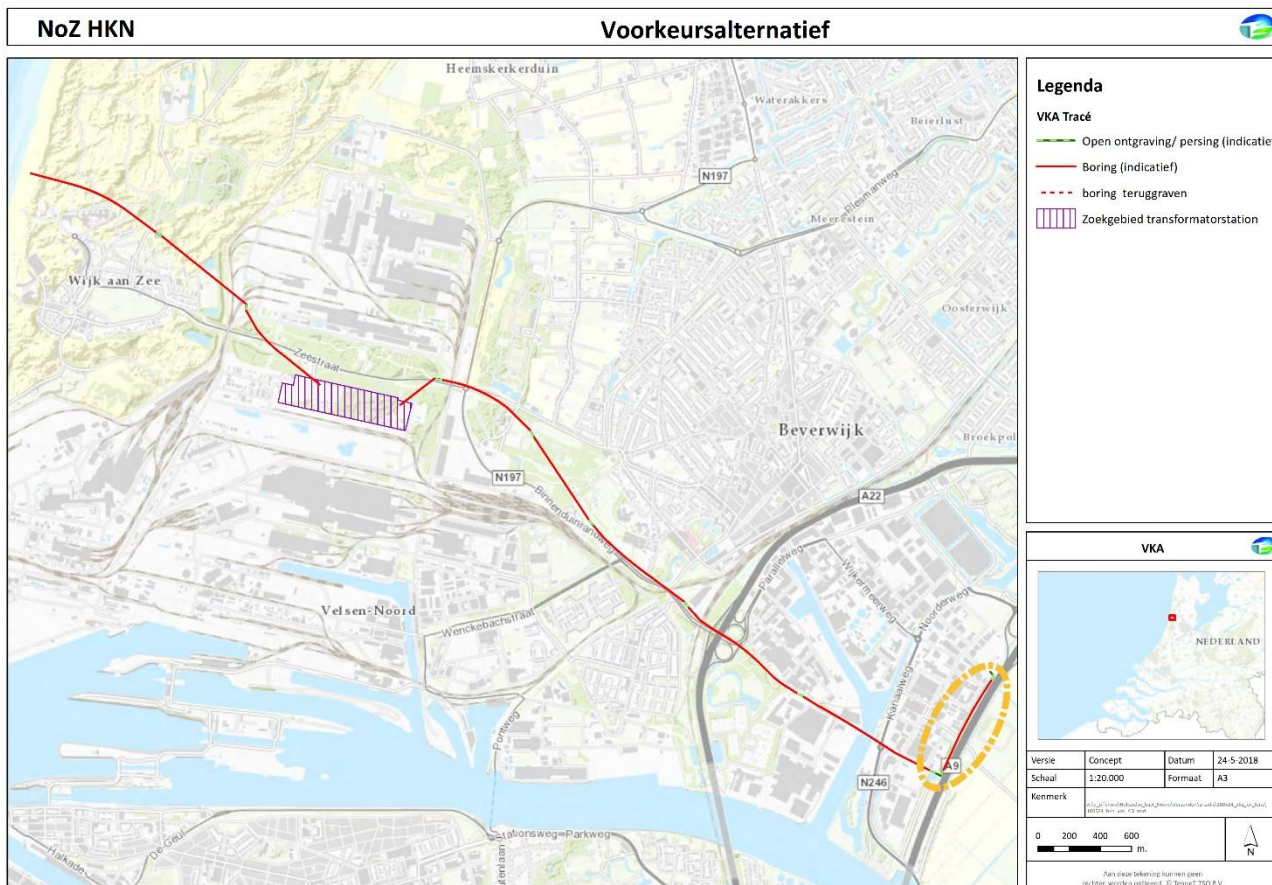 NoZ HKN
Voorkeursalternatief
Heemskerkerduin
Waterakkers
Beierlust
N197
Plesmanweg
Meerestein
Wijk aan Zee
Oosterwijk
Zeestraat
Beverwijk
Broekpol
N197
A22
Binnenduinrandweg
Parallelweg
Wijkermeerweg
Noorderweg
Velsen-Noord
Wenckebachstraat
Kanaalweg
Pontweg
A9
N246
De Geul
Halkade
tationsweg Parkweg
Legenda
VKA Tracé
Open ontgraving/ persing (indicatief
Boring (indicatief)
boring teruggraven
Zoekgebied transformatorstation
VKA
NEDERLAND
Versie Concept Datum 24-5-2018
Schaal 1:20.000 Formaat A3
Kenmerk
0 200 400 600
m.
N
Aan deze tekening kunnen geen
rechten worden ontleend. © TenneT TSO B.V.